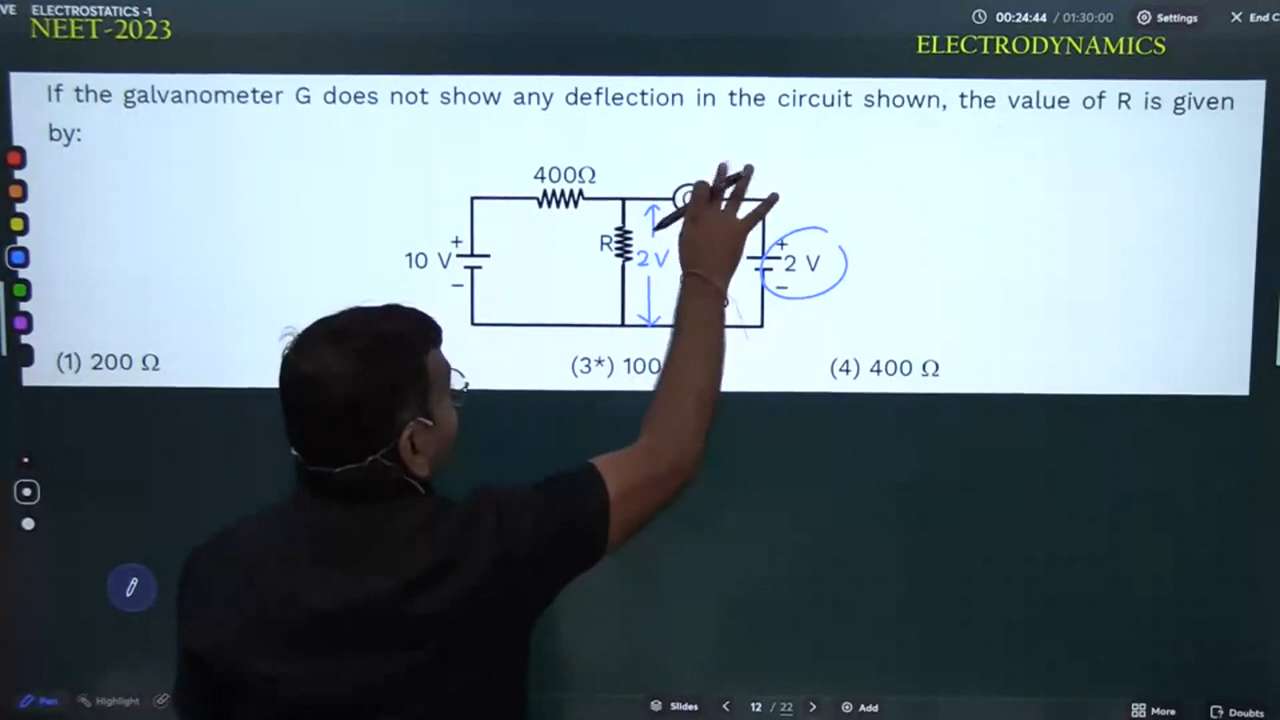 VE ELECTROSTATICS -1
00:24:44 / 01:30:00 Settings End C
NEET-2023
ELECTRODYNAMICS
If the galvanometer G does not show any deflection in the circuit shown, the value of R is given
by:
400Ω
10 V
+
−
R
2 V
+
2 V
−
(1) 200 Ω
(3*) 100
(4) 400 Ω
Pen Highlight
Slides < 12 / 22 > Add
More Doubts